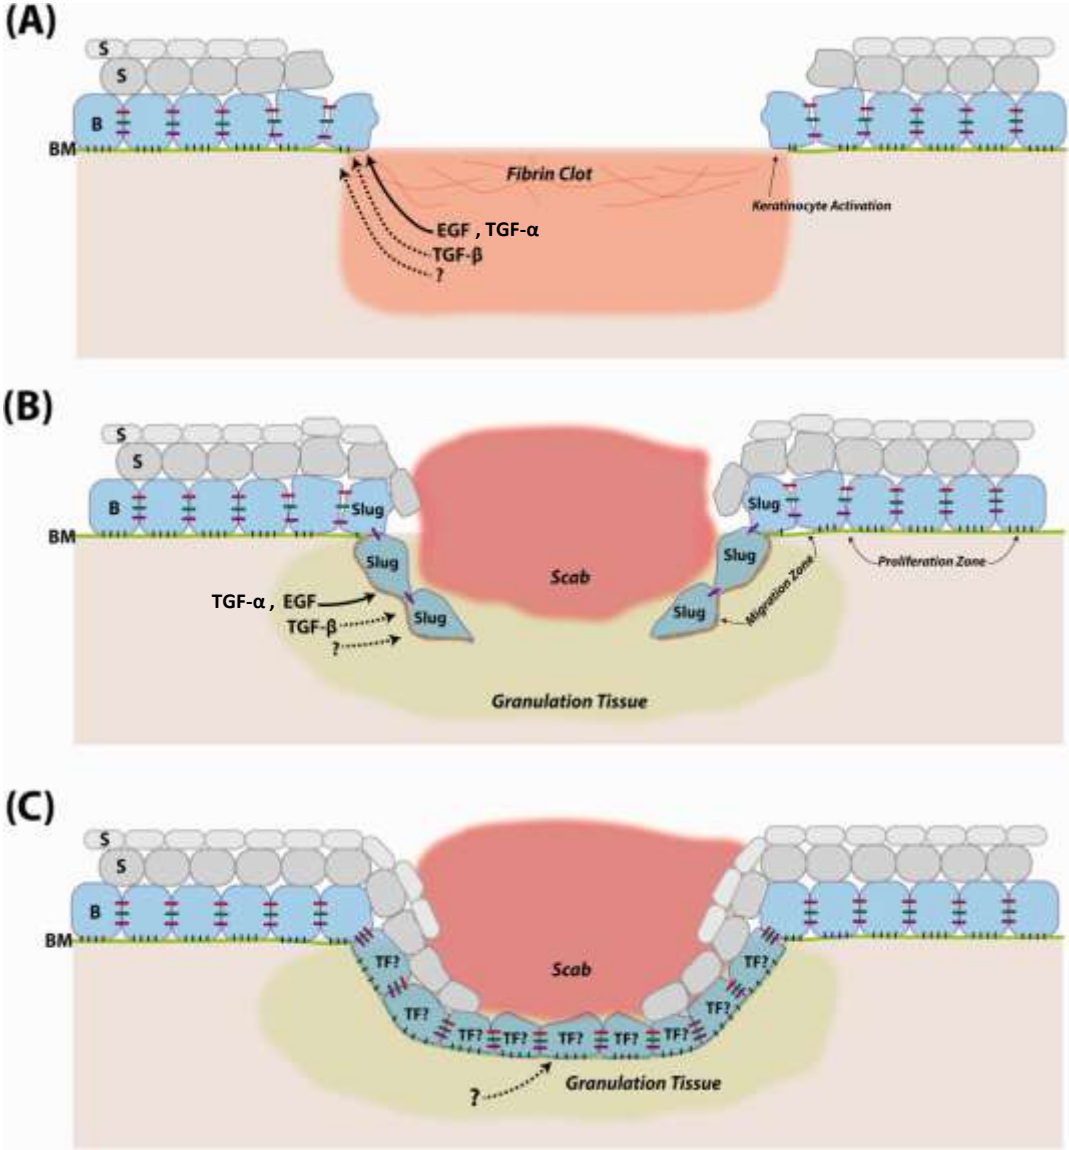 (A)
S
S
B
BM
Fibrin Clot
Keratinocyte Activation
EGF , TGF-α
TGF-β
?
(B)
S
S
B
Slug
Slug
BM
Slug
Slug
Scab
Proliferation Zone
Migration Zone
TGF-α , EGF
Slug
Slug
TGF-β
?
Granulation Tissue
(C)
S
S
B
BM
TF?
TF?
Scab
TF?
TF?
TF?
TF?
TF?
TF?
TF?
?
Granulation Tissue